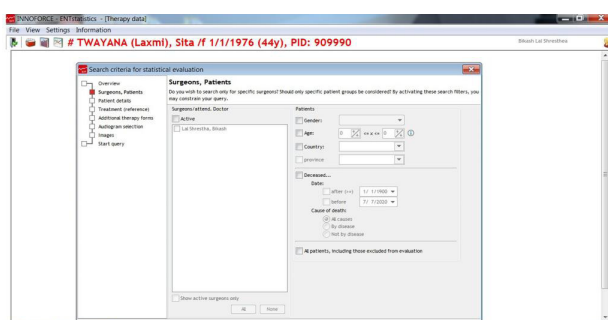 INNOFORCE - ENTstatistics - [Therapy data]
File View Settings Information
# TWAYANA (Laxmi), Sita /f 1/1/1976 (44y), PID: 909990
Bikash Lal Shresthea
Search criteria for statistical evaluation
Overview
Surgeons, Patients
Patient details
Treatment (reference)
Additional therapy forms
Audiogram selection
Images
Start query
Surgeons, Patients
Do you wish to search only for specific surgeons? Should only specific patient groups be considered? By activating these search filters, you
may constrain your query.
Surgeons/attend. Doctor
Active
Lal Shrestha, Bikash
Show active surgeons only
All None
Patients
Gender:
Age: 0 <= x <= 0
Country:
province
Deceased...
Date:
after (>=) 1/ 1/1900
before 7/ 7/2020
Cause of death:
All causes
By disease
Not by disease
All patients, including those excluded from evaluation